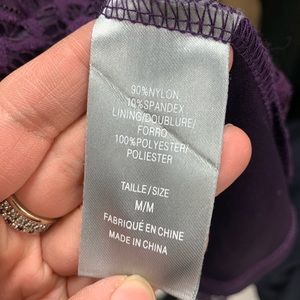 90%NYLON
10%SPANDEX
LINING/DOUBLURE/
FORRO
100%POLYESTER/
POLIESTER
TAILLE/SIZE
M/M
FABRIQUÉ EN CHINE
MADE IN CHINA